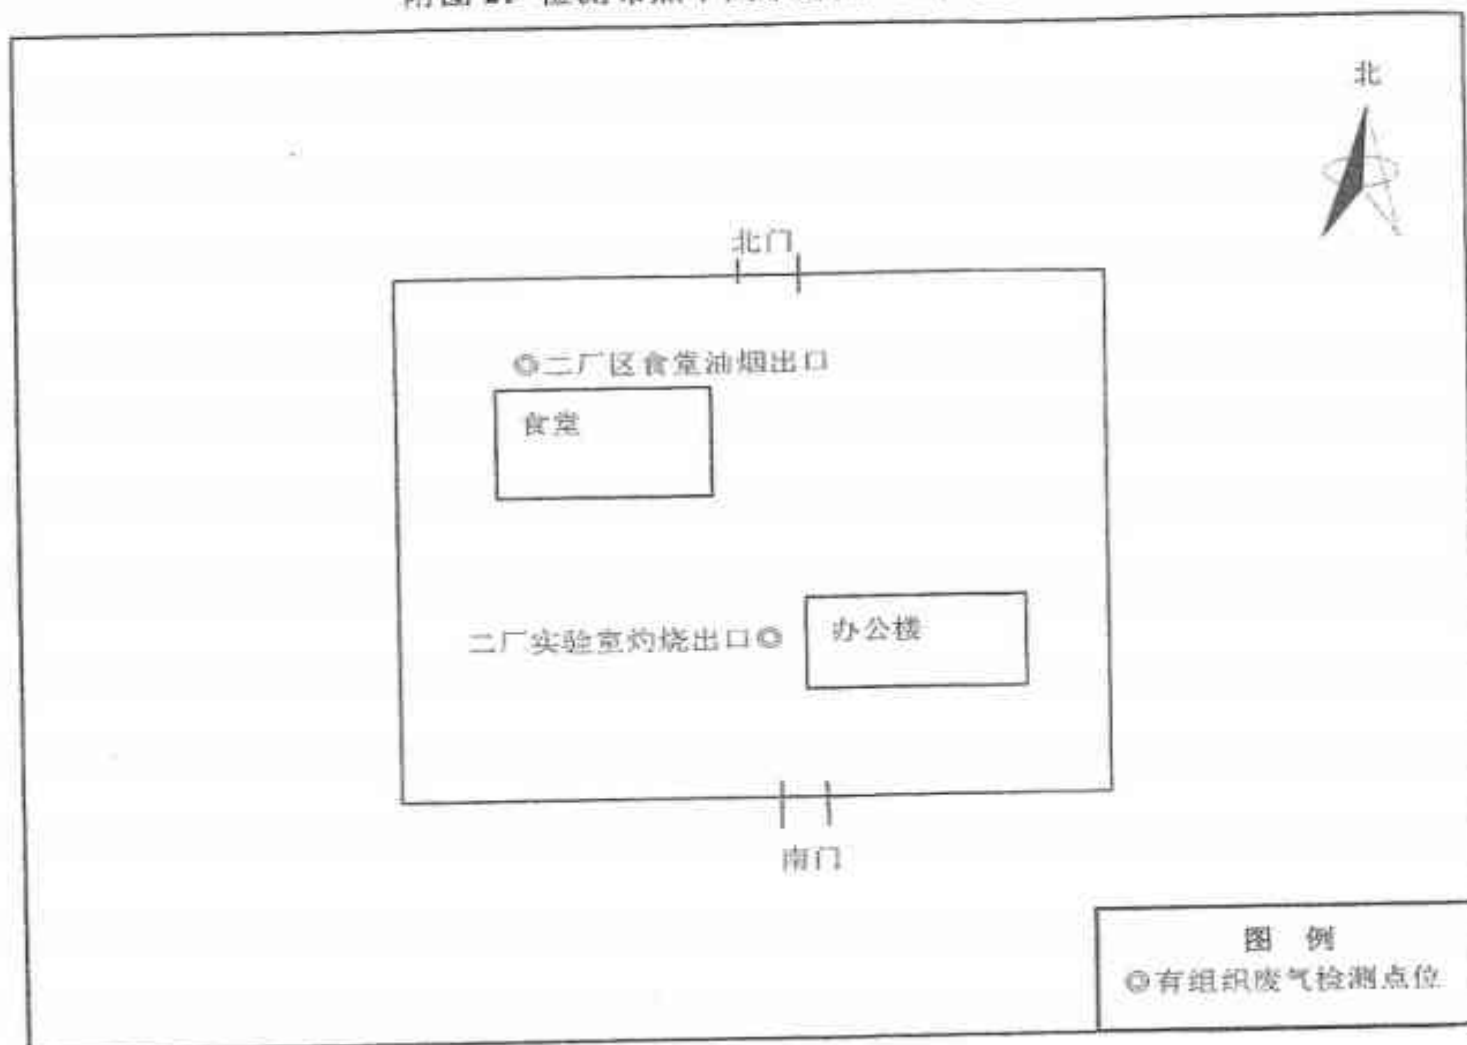 北
北门
◎二厂区食堂油烟出口
食堂
二厂实验室灼烧出口◎
办公楼
南门
图 例
◎有组织废气检测点位